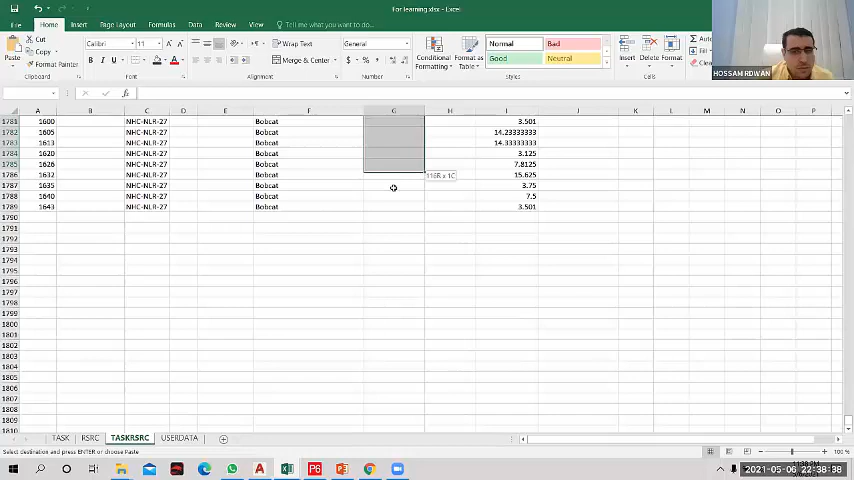 For learning.xlsx - Excel
File Home Insert Page Layout Formulas Data Review View Tell me what you want to do...
Paste Cut Calibri 11 Wrap Text General Normal Bad
Copy Merge & Center Good Neutral
Format Painter Conditional Formatting Format as Table Insert Delete Format
Clipboard Font Alignment Number Styles Cells
HOSSAM RDWAN
A B C D E F G H I J K L M N O P
1781 1600 NHC-NLR-27 Bobcat 3.501
1782 1605 NHC-NLR-27 Bobcat 14.23333333
1783 1613 NHC-NLR-27 Bobcat 14.33333333
1784 1620 NHC-NLR-27 Bobcat 3.125
1785 1626 NHC-NLR-27 Bobcat 7.8125
1786 1632 NHC-NLR-27 Bobcat 116R x 1C 15.625
1787 1635 NHC-NLR-27 Bobcat 3.75
1788 1640 NHC-NLR-27 Bobcat 7.5
1789 1643 NHC-NLR-27 Bobcat 3.501
1790
1791
1792
1793
1794
1795
1796
1797
1798
1799
1800
1801
1802
1803
1804
1805
1806
1807
1808
1809
1810
TASK RSRC TASKRSRC USERDATA
Select destination and press ENTER or choose Paste 100 %
2021-05-06 22:38:38